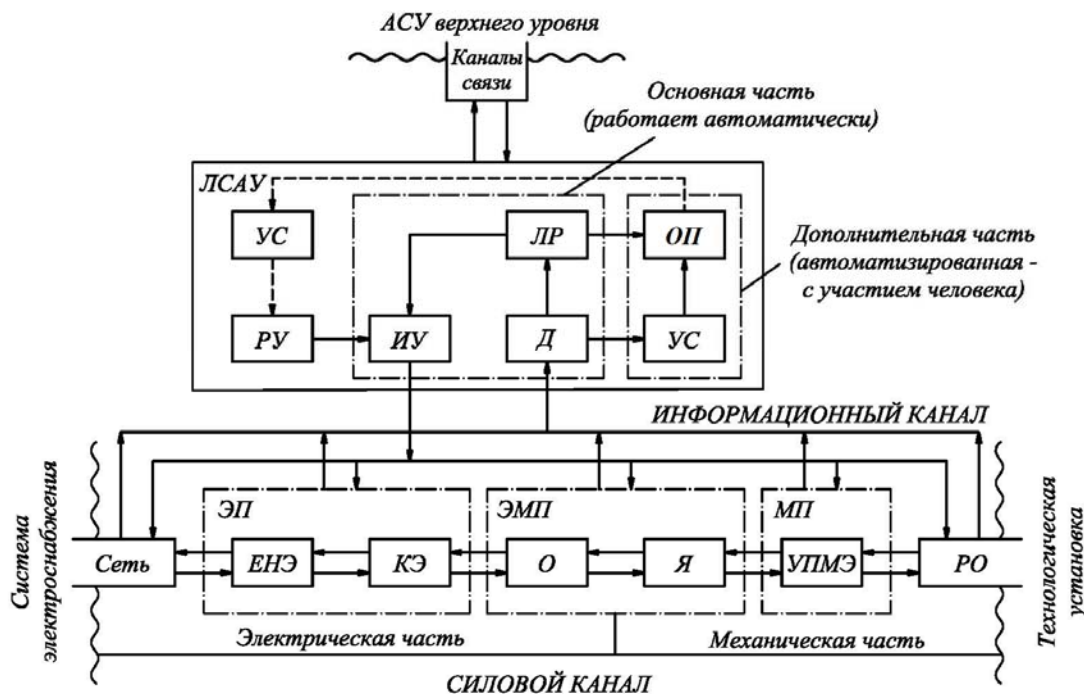 АСУ верхнего уровня
Каналы
связи
Основная часть
(работает автоматически)
ЛСАУ
УС
ЛР
ОП
Дополнительная часть
(автоматизированная -
с участием человека)
РУ
ИУ
Д
УС
ИНФОРМАЦИОННЫЙ КАНАЛ
Система
электроснабжения
ЭП
ЭМП
МП
Технологическая
установка
Сеть
ЕНЭ
КЭ
О
Я
УПМЭ
РО
Электрическая часть
Механическая часть
СИЛОВОЙ КАНАЛ